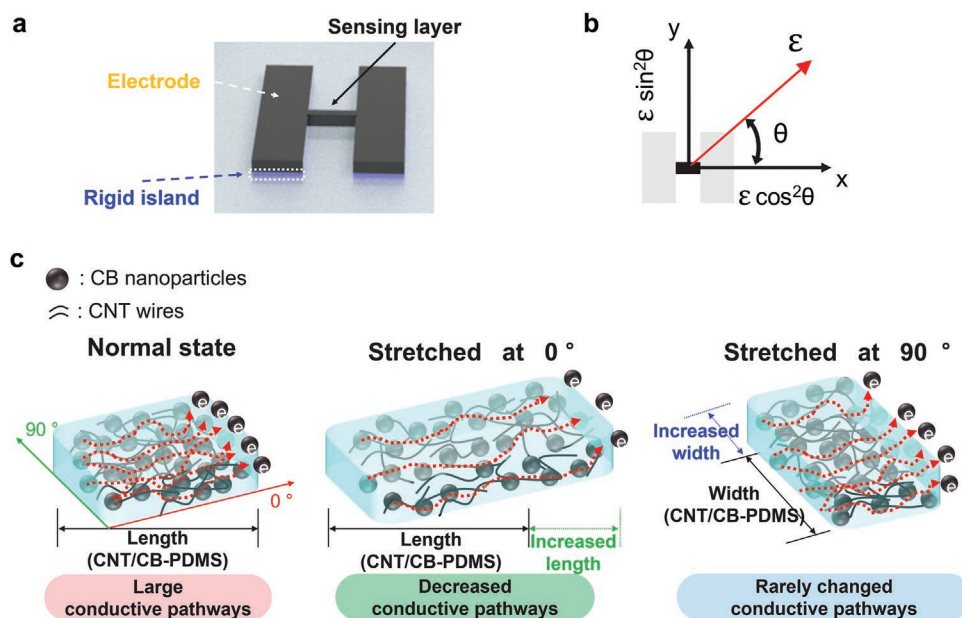 a
Sensing layer
Electrode
Rigid island
b
y
ε
ε sin²θ
θ
x
ε cos²θ
c
: CB nanoparticles
: CNT wires
Normal state
Stretched at 0 °
Stretched at 90 °
e
e
e
e
e
e
e
e
e
e
e
e
90 °
0 °
Increased
width
Width
(CNT/CB-PDMS)
Length
(CNT/CB-PDMS)
Length
(CNT/CB-PDMS)
Increased
length
Large
conductive pathways
Decreased
conductive pathways
Rarely changed
conductive pathways